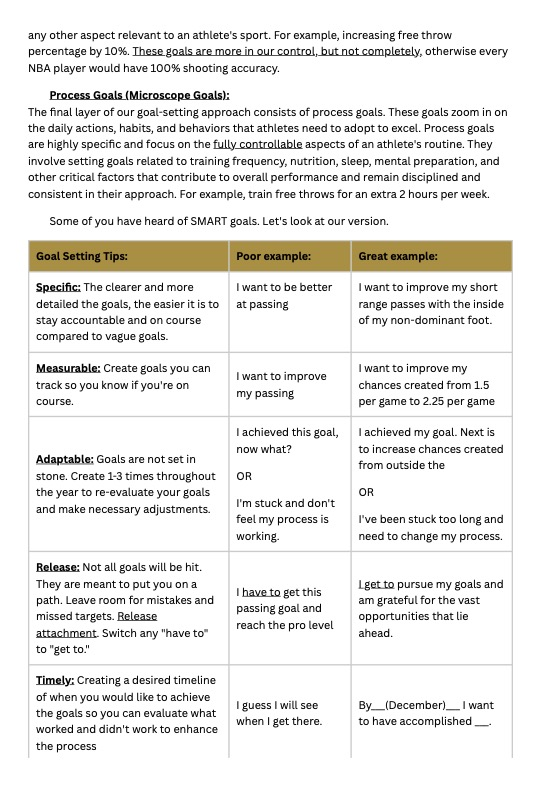 any other aspect relevant to an athlete's sport. For example, increasing free throw
percentage by 10%. These goals are more in our control, but not completely, otherwise every
NBA player would have 100% shooting accuracy.
Process Goals (Microscope Goals):
The final layer of our goal-setting approach consists of process goals. These goals zoom in on
the daily actions, habits, and behaviors that athletes need to adopt to excel. Process goals
are highly specific and focus on the fully controllable aspects of an athlete's routine. They
involve setting goals related to training frequency, nutrition, sleep, mental preparation, and
other critical factors that contribute to overall performance and remain disciplined and
consistent in their approach. For example, train free throws for an extra 2 hours per week.
Some of you have heard of SMART goals. Let's look at our version.
Goal Setting Tips:
Poor example:
Great example:
Specific: The clearer and more
detailed the goals, the easier it is to
stay accountable and on course
compared to vague goals.
I want to be better
at passing
I want to improve my short
range passes with the inside
of my non-dominant foot.
Measurable: Create goals you can
track so you know if you're on
course.
I want to improve
my passing
I want to improve my
chances created from 1.5
per game to 2.25 per game
Adaptable: Goals are not set in
stone. Create 1-3 times throughout
the year to re-evaluate your goals
and make necessary adjustments.
I achieved this goal,
now what?
OR
I'm stuck and don't
feel my process is
working.
I achieved my goal. Next is
to increase chances created
from outside the
OR
I've been stuck too long and
need to change my process.
Release: Not all goals will be hit.
They are meant to put you on a
path. Leave room for mistakes and
missed targets. Release
attachment. Switch any "have to"
to "get to."
I have to get this
passing goal and
reach the pro level
I get to pursue my goals and
am grateful for the vast
opportunities that lie
ahead.
Timely: Creating a desired timeline
of when you would like to achieve
the goals so you can evaluate what
worked and didn't work to enhance
the process
I guess I will see
when I get there.
By__(December)__ I want
to have accomplished __.